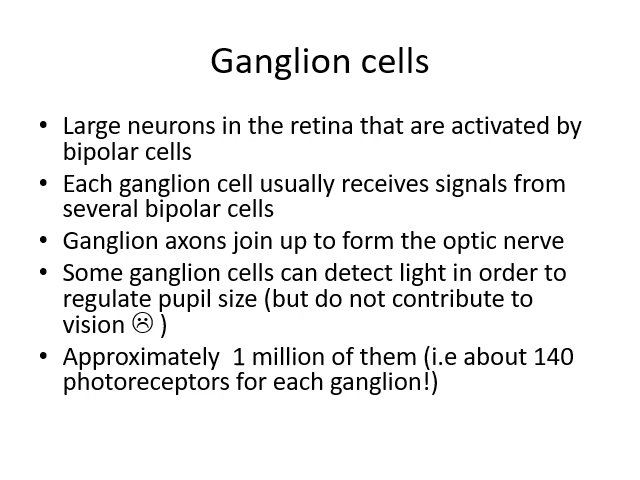 Ganglion cells
• Large neurons in the retina that are activated by
bipolar cells
• Each ganglion cell usually receives signals from
several bipolar cells
• Ganglion axons join up to form the optic nerve
• Some ganglion cells can detect light in order to
regulate pupil size (but do not contribute to
vision ☹ )
• Approximately  1 million of them (i.e about 140
photoreceptors for each ganglion!)